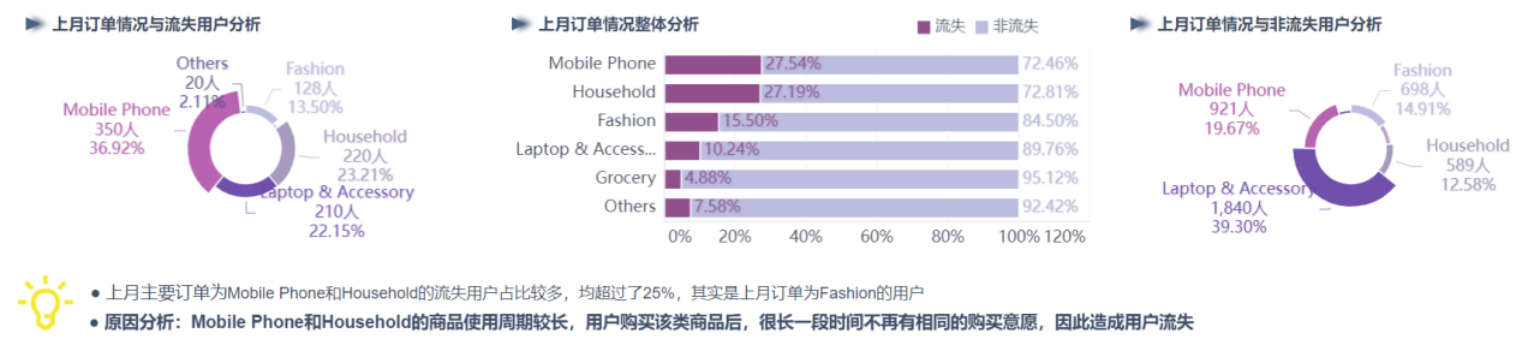 上月订单情况与流失用户分析
Others
20人
2.11%
Fashion
128人
13.50%
Mobile Phone
350人
36.92%
Household
220人
23.21%
Laptop & Accessory
210人
22.15%
上月订单情况整体分析
流失 非流失
Mobile Phone 27.54% 72.46%
Household 27.19% 72.81%
Fashion 15.50% 84.50%
Laptop & Access... 10.24% 89.76%
Grocery 4.88% 95.12%
Others 7.58% 92.42%
0% 20% 40% 60% 80% 100% 120%
上月订单情况与非流失用户分析
Fashion
698人
14.91%
Mobile Phone
921人
19.67%
Household
589人
12.58%
Laptop & Accessory
1,840人
39.30%
● 上月主要订单为Mobile Phone和Household的流失用户占比较多，均超过了25%，其实是上月订单为Fashion的用户
● 原因分析：Mobile Phone和Household的商品使用周期较长，用户购买该类商品后，很长一段时间不再有相同的购买意愿，因此造成用户流失